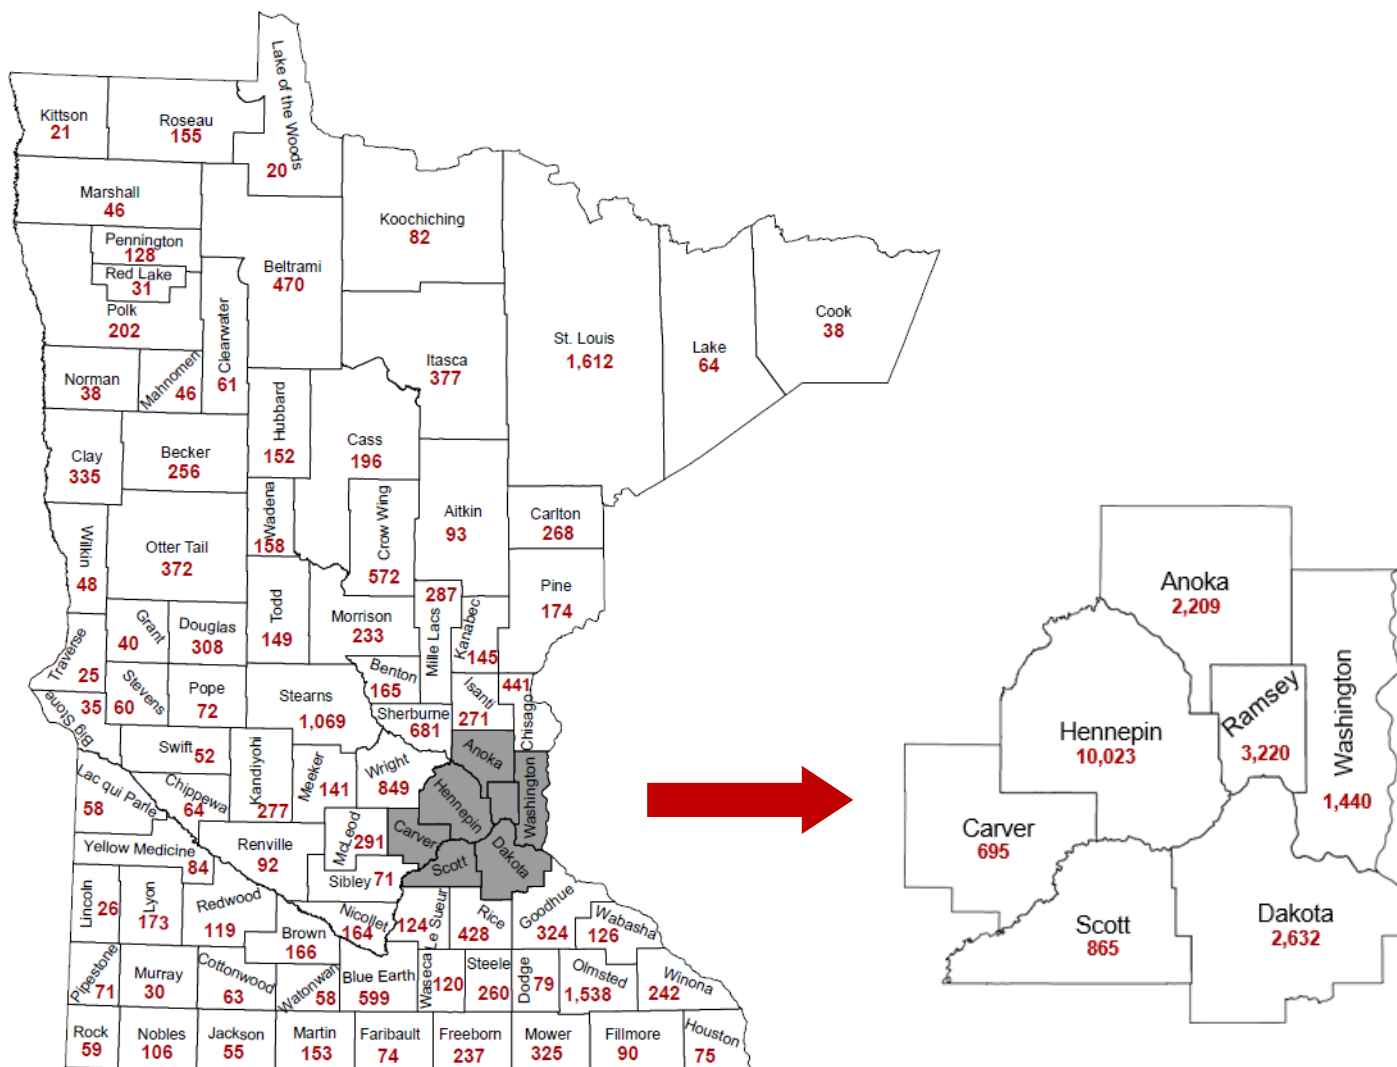 Lake of the Woods
20
Kittson
21
Roseau
155
Marshall
46
Koochiching
82
Pennington
128
Red Lake
31
Polk
202
Beltrami
470
Clearwater
61
Cook
38
St. Louis
1,612
Lake
64
Itasca
377
Norman
38
Mahnomen
46
Hubbard
152
Cass
196
Clay
335
Becker
256
Wadena
158
Crow Wing
572
Aitkin
93
Carlton
268
Wilkin
48
Otter Tail
372
Pine
174
Todd
149
Morrison
233
287
Mille Lacs
Kanabec
145
Grant
40
Douglas
308
Traverse
25
Stevens
60
Pope
72
Stearns
1,069
Benton
165
Isanti
271
441
Chisago
Big Stone
35
Sherburne
681
Swift
52
Kandiyohi
277
Meeker
141
Wright
849
Anoka
Hennepin
Washington
Carver
Scott
Dakota
Lac qui Parle
58
Chippewa
64
McLeod
291
Renville
92
Yellow Medicine
84
Sibley 71
Lincoln
26
Lyon
173
Redwood
119
Nicollet
164
124
Le Sueur
Rice
428
Goodhue
324
Wabasha
126
Brown
166
Pipestone
71
Murray
30
Cottonwood
63
Watonwan
58
Blue Earth
599
Waseca
120
Steele
260
Dodge
79
Olmsted
1,538
Winona
242
Rock
59
Nobles
106
Jackson
55
Martin
153
Faribault
74
Freeborn
237
Mower
325
Fillmore
90
Houston
75
Anoka
2,209
Ramsey
3,220
Washington
1,440
Hennepin
10,023
Carver
695
Scott
865
Dakota
2,632